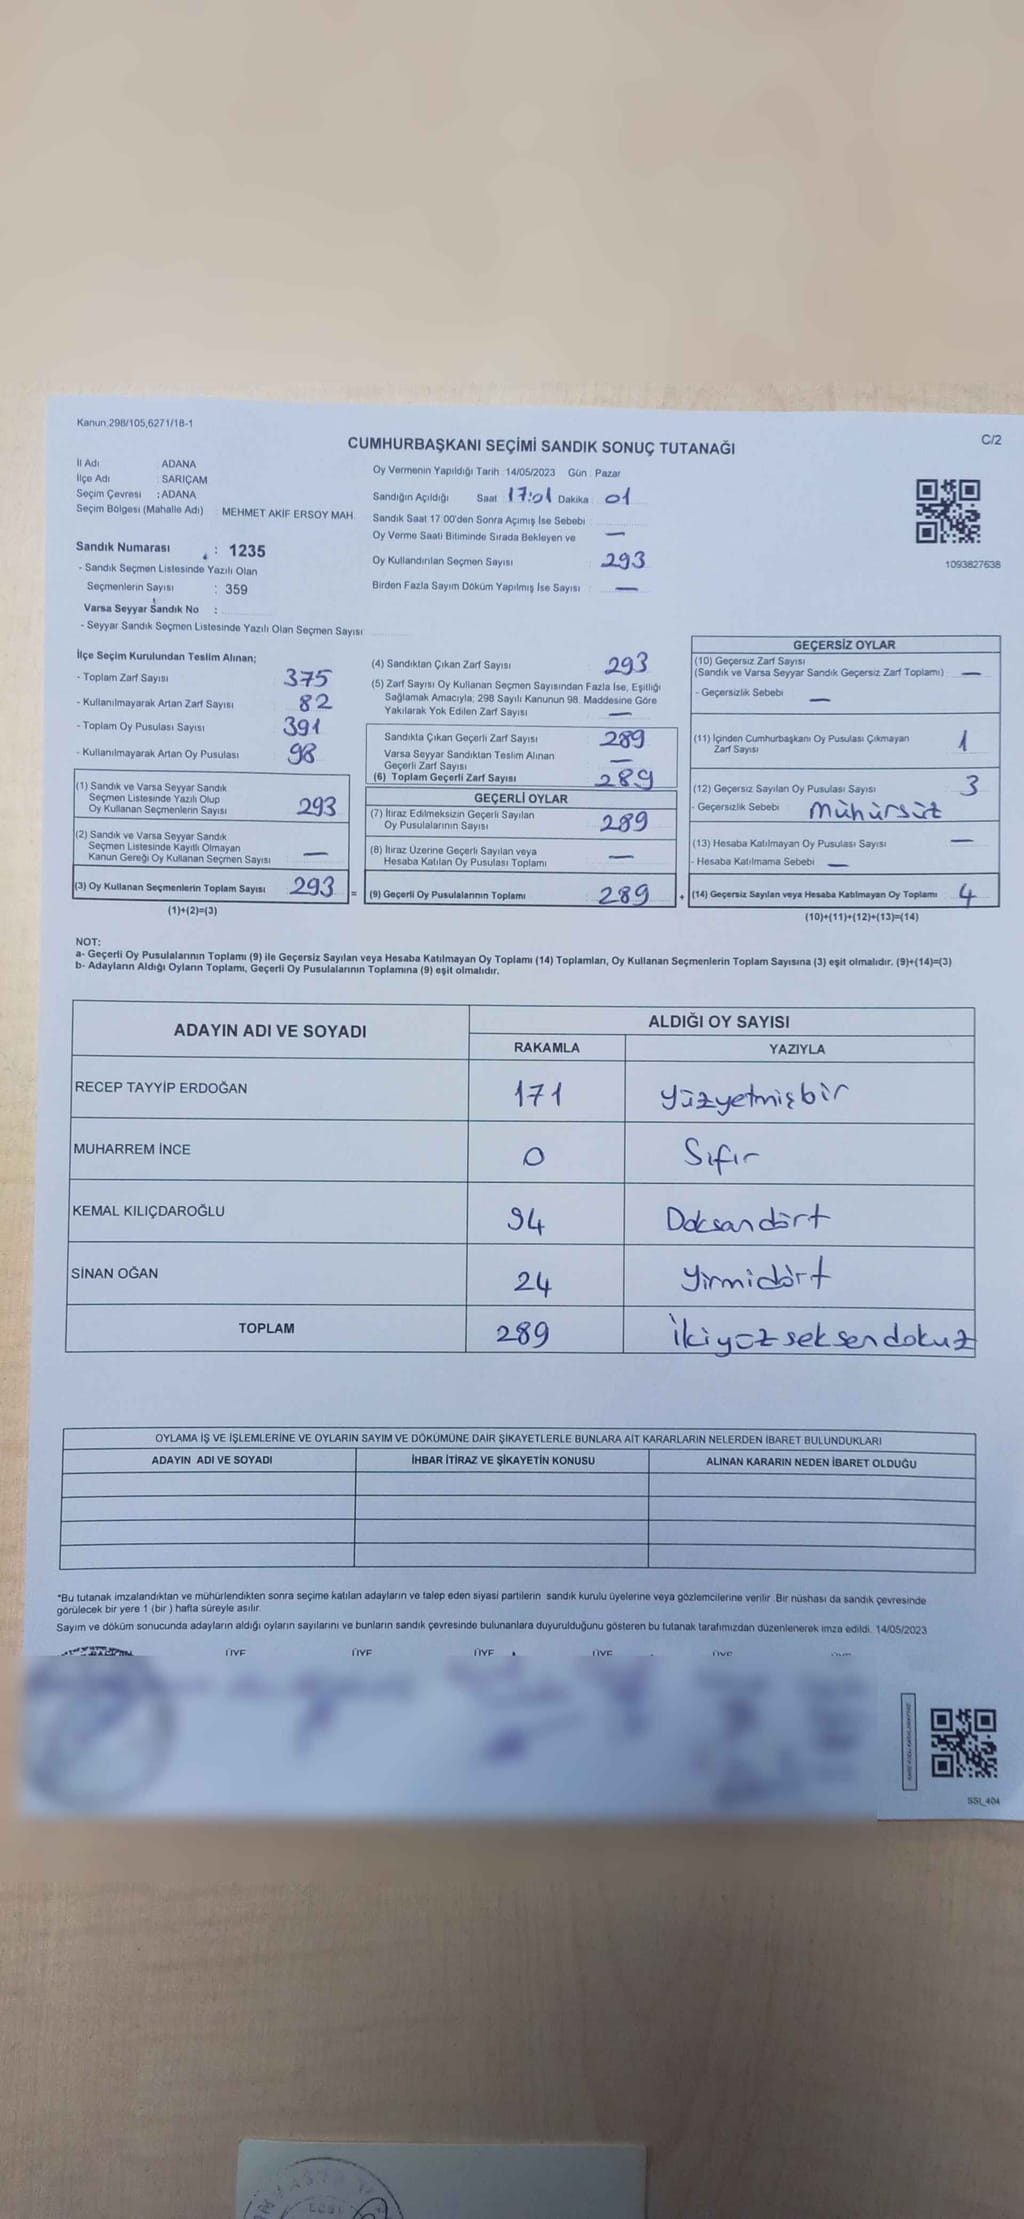 Kanun.298/105,6271/18-1
C/2
CUMHURBAŞKANI SEÇİMİ SANDIK SONUÇ TUTANAĞI
İl Adı ADANA
İlçe Adı : SARIÇAM
Seçim Çevresi : ADANA
Seçim Bölgesi (Mahalle Adı) : MEHMET AKİF ERSOY MAH.
Sandık Numarası : 1235
- Sandık Seçmen Listesinde Yazılı Olan
Seçmenlerin Sayısı : 359
Varsa Seyyar Sandık No :
- Seyyar Sandık Seçmen Listesinde Yazılı Olan Seçmen Sayısı
Oy Vermenin Yapıldığı Tarih : 14/05/2023 Gün : Pazar
Sandığın Açıldığı Saat 17:01 Dakika : 01
Sandık Saat 17:00'den Sonra Açımış İse Sebebi :
Oy Verme Saati Bitiminde Sırada Bekleyen ve —
Oy Kullandırılan Seçmen Sayısı : 293
Birden Fazla Sayım Döküm Yapılmış İse Sayısı : —
1093827638
İlçe Seçim Kurulundan Teslim Alınan;
- Toplam Zarf Sayısı 375
- Kullanılmayarak Artan Zarf Sayısı 82
- Toplam Oy Pusulası Sayısı 391
- Kullanılmayarak Artan Oy Pusulası 98
(1) Sandık ve Varsa Seyyar Sandık
Seçmen Listesinde Yazılı Olup
Oy Kullanan Seçmenlerin Sayısı 293
(2) Sandık ve Varsa Seyyar Sandık
Seçmen Listesinde Kayıtlı Olmayan
Kanun Gereği Oy Kullanan Seçmen Sayısı —
(3) Oy Kullanan Seçmenlerin Toplam Sayısı 293 =
(1)+(2)=(3)
(4) Sandıktan Çıkan Zarf Sayısı 293
(5) Zarf Sayısı Oy Kullanan Seçmen Sayısından Fazla İse, Eşitliği
Sağlamak Amacıyla; 298 Sayılı Kanunun 98. Maddesine Göre
Yakılarak Yok Edilen Zarf Sayısı —
Sandıkla Çıkan Geçerli Zarf Sayısı 289
Varsa Seyyar Sandıktan Teslim Alınan
Geçerli Zarf Sayısı —
(6) Toplam Geçerli Zarf Sayısı 289
GEÇERLİ OYLAR
(7) İtiraz Edilmeksizin Geçerli Sayılan
Oy Pusulalarının Sayısı 289
(8) İtiraz Üzerine Geçerli Sayılan veya
Hesaba Katılan Oy Pusulası Toplamı —
(9) Geçerli Oy Pusulalarının Toplamı 289 +
GEÇERSİZ OYLAR
(10) Geçersiz Zarf Sayısı
(Sandık ve Varsa Seyyar Sandık Geçersiz Zarf Toplamı) —
- Geçersizlik Sebebi —
(11) İçinden Cumhurbaşkanı Oy Pusulası Çıkmayan
Zarf Sayısı 1
(12) Geçersiz Sayılan Oy Pusulası Sayısı 3
- Geçersizlik Sebebi mühürsüz
(13) Hesaba Katılmayan Oy Pusulası Sayısı —
- Hesaba Katılmama Sebebi —
(14) Geçersiz Sayılan veya Hesaba Katılmayan Oy Toplamı 4
(10)+(11)+(12)+(13)=(14)
NOT:
a- Geçerli Oy Pusulalarının Toplamı (9) ile Geçersiz Sayılan veya Hesaba Katılmayan Oy Toplamı (14) Toplamları, Oy Kullanan Seçmenlerin Toplam Sayısına (3) eşit olmalıdır. (9)+(14)=(3)
b- Adayların Aldığı Oyların Toplamı, Geçerli Oy Pusulalarının Toplamına (9) eşit olmalıdır.
ADAYIN ADI VE SOYADI ALDIĞI OY SAYISI
RAKAMLA YAZIYLA
RECEP TAYYİP ERDOĞAN 171 yüzyetmişbir
MUHARREM İNCE 0 Sıfır
KEMAL KILIÇDAROĞLU 94 Doksandört
SİNAN OĞAN 24 Yirmidört
TOPLAM 289 İkiyüzseksendokuz
OYLAMA İŞ VE İŞLEMLERİNE VE OYLARIN SAYIM VE DÖKÜMÜNE DAİR ŞİKAYETLERLE BUNLARA AİT KARARLARIN NELERDEN İBARET BULUNDUKLARI
ADAYIN ADI VE SOYADI İHBAR İTİRAZ VE ŞİKAYETİN KONUSU ALINAN KARARIN NEDEN İBARET OLDUĞU
*Bu tutanak imzalandıktan ve mühürlendikten sonra seçime katılan adayların ve talep eden siyasi partilerin sandık kurulu üyelerine veya gözlemcilerine verilir. Bir nüshası da sandık çevresinde
görülecek bir yere 1 (bir ) hafta süreyle asılır.
Sayım ve döküm sonucunda adayların aldığı oyların sayılarını ve bunların sandık çevresinde bulunanlara duyurulduğunu gösteren bu tutanak tarafımızdan düzenlenerek imza edildi. 14/05/2023
ÜYE ÜYE ÜYE ÜYE ÜYE
SSI_404